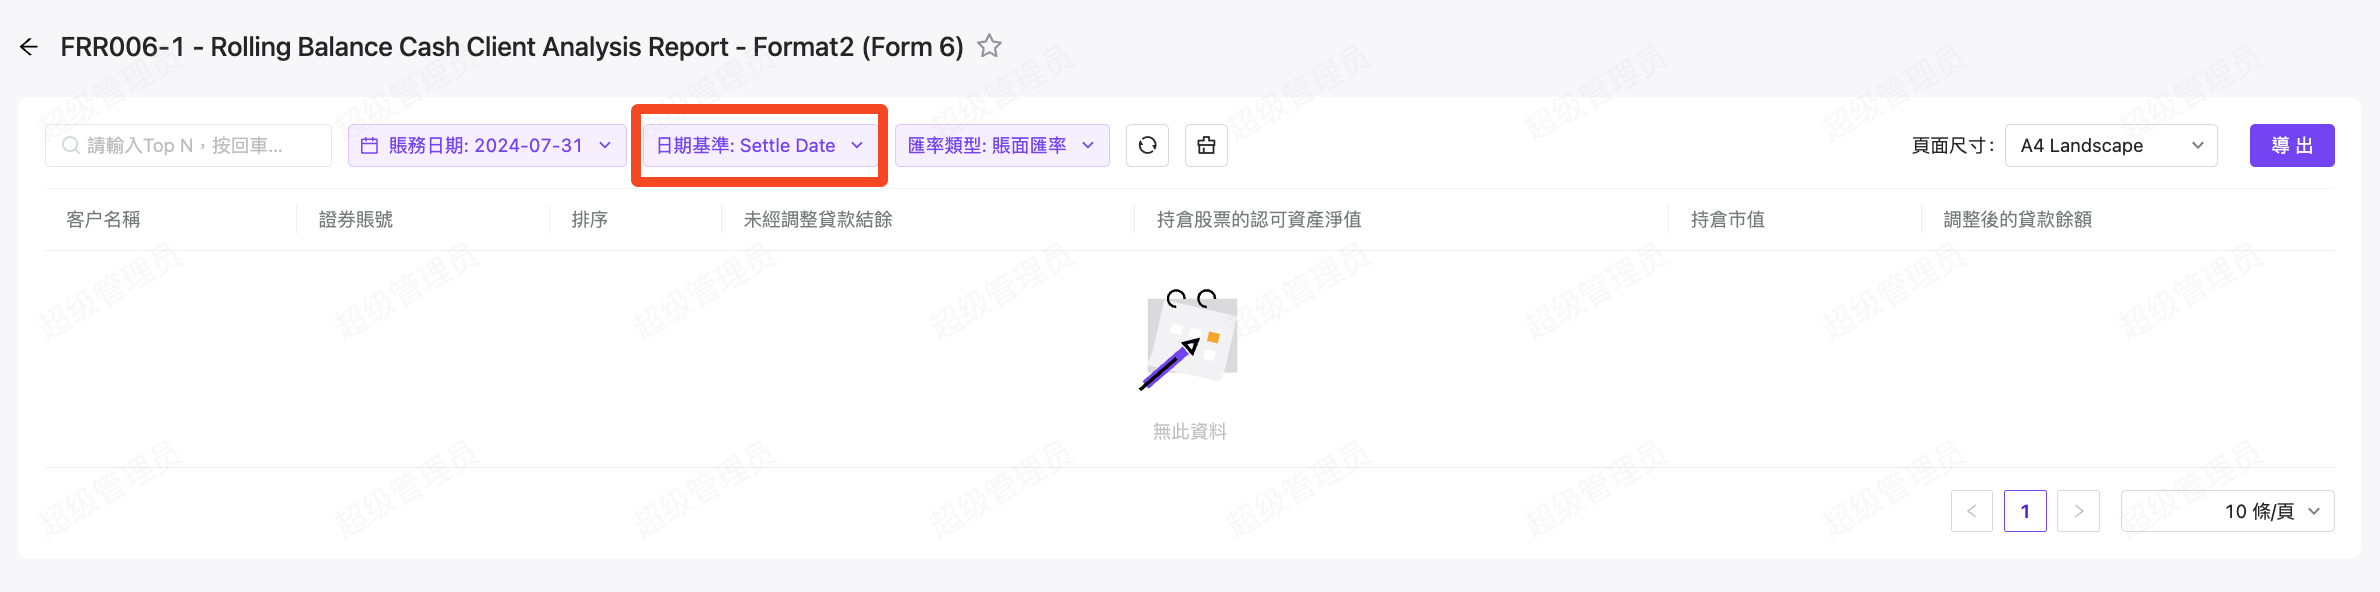 FRR006-1 - Rolling Balance Cash Client Analysis Report - Format2 (Form 6)
請輸入Top N，按回車...
賬務日期: 2024-07-31
日期基準: Settle Date
匯率類型: 賬面匯率
頁面尺寸:
A4 Landscape
導出
客户名稱
證券賬號
排序
未經調整貸款結餘
持倉股票的認可資產淨值
持倉市值
調整後的貸款餘額
無此資料
1
10 條/頁
超级管理员